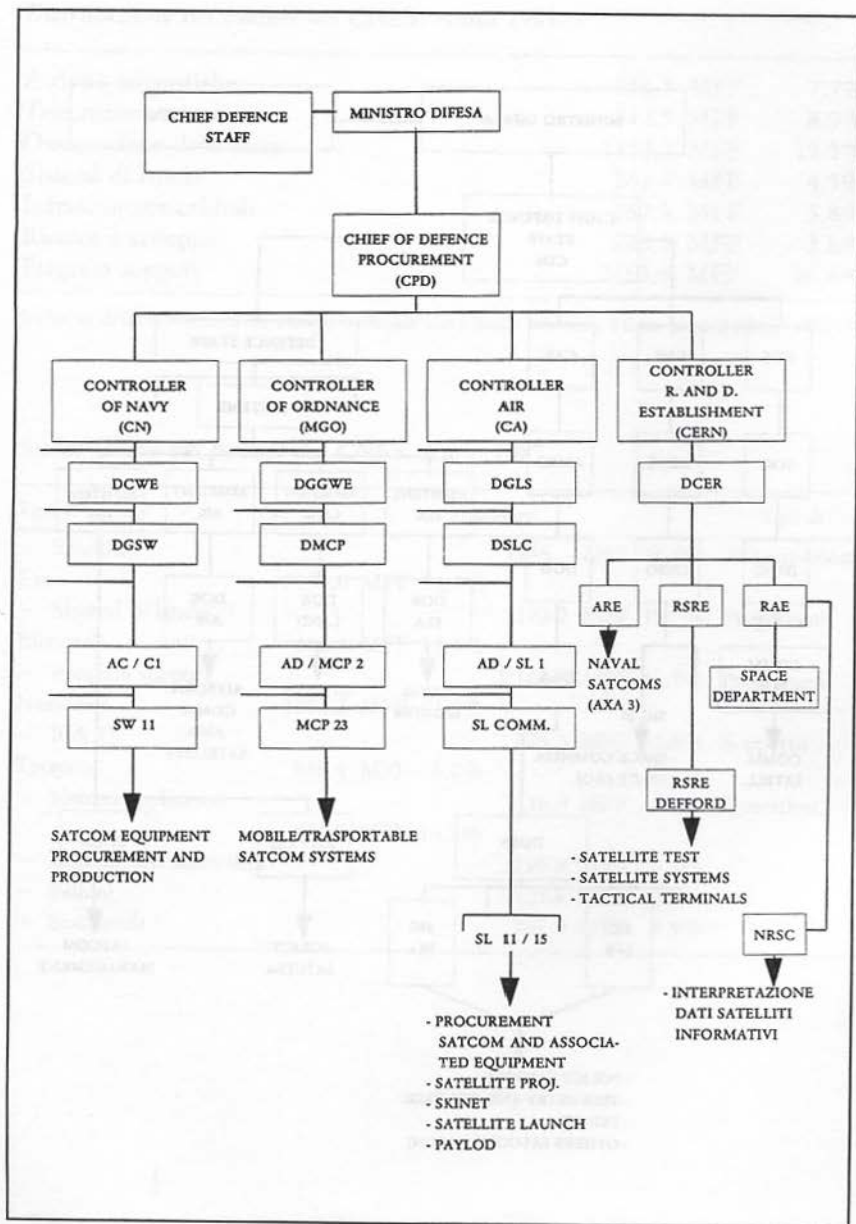 CHIEF DEFENCE
STAFF
MINISTRO DIFESA
CHIEF OF DEFENCE
PROCUREMENT
(CPD)
CONTROLLER
OF NAVY
(CN)
CONTROLLER
OF ORDNANCE
(MGO)
CONTROLLER
AIR
(CA)
CONTROLLER
R. AND D.
ESTABLISHMENT
(CERN)
DCWE
DGGWE
DGLS
DCER
DGSW
DMCP
DSLC
ARE
RSRE
RAE
AC / C1
AD / MCP 2
AD / SL 1
NAVAL
SATCOMS
(AXA 3)
SPACE
DEPARTMENT
SW 11
MCP 23
SL COMM.
RSRE
DEFFORD
SATCOM EQUIPMENT
PROCUREMENT AND
PRODUCTION
MOBILE/TRASPORTABLE
SATCOM SYSTEMS
- SATELLITE TEST
- SATELLITE SYSTEMS
- TACTICAL TERMINALS
SL 11 / 15
NRSC
- PROCUREMENT
SATCOM AND ASSOCIA-
TED EQUIPMENT
- SATELLITE PROJ.
- SKINET
- SATELLITE LAUNCH
- PAYLOD
- INTERPRETAZIONE
DATI SATELLITI
INFORMATIVI